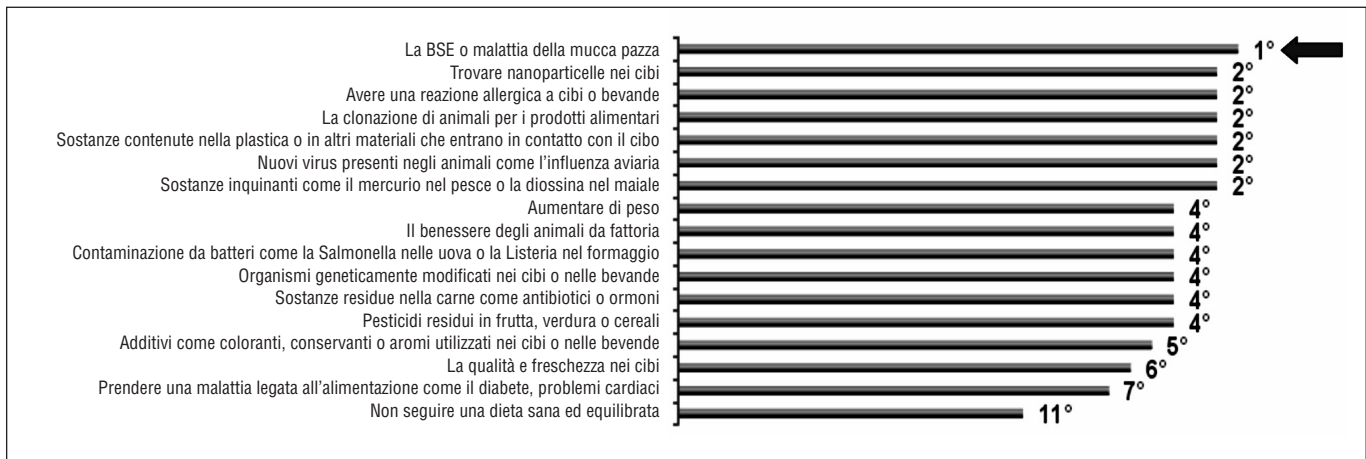 La BSE o malattia della mucca pazza 1°
Trovare nanoparticelle nei cibi 2°
Avere una reazione allergica a cibi o bevande 2°
La clonazione di animali per i prodotti alimentari 2°
Sostanze contenute nella plastica o in altri materiali che entrano in contatto con il cibo 2°
Nuovi virus presenti negli animali come l’influenza aviaria 2°
Sostanze inquinanti come il mercurio nel pesce o la diossina nel maiale 2°
Aumentare di peso 4°
Il benessere degli animali da fattoria 4°
Contaminazione da batteri come la Salmonella nelle uova o la Listeria nel formaggio 4°
Organismi geneticamente modificati nei cibi o nelle bevande 4°
Sostanze residue nella carne come antibiotici o ormoni 4°
Pesticidi residui in frutta, verdura o cereali 4°
Additivi come coloranti, conservanti o aromi utilizzati nei cibi o nelle bevende 5°
La qualità e freschezza nei cibi 6°
Prendere una malattia legata all’alimentazione come il diabete, problemi cardiaci 7°
Non seguire una dieta sana ed equilibrata 11°